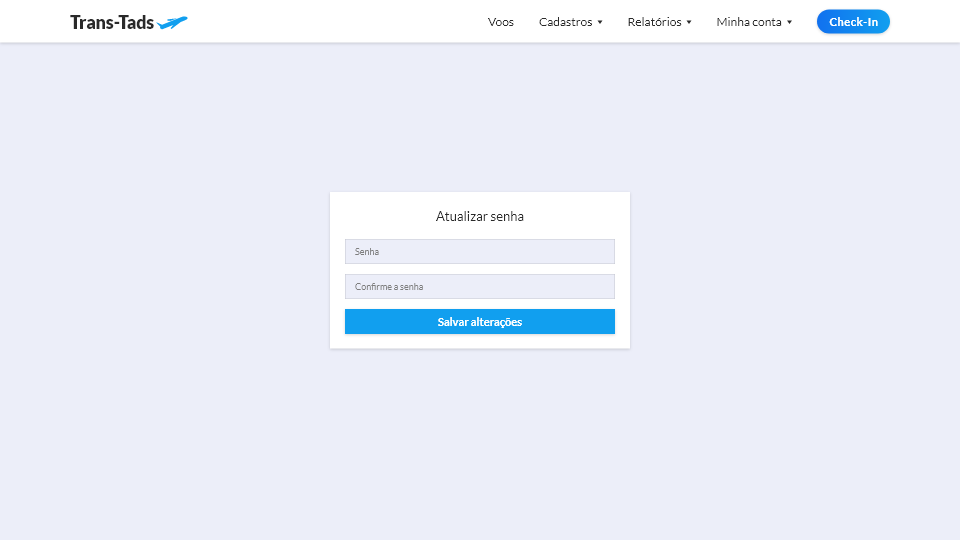 Trans-Tads
Voos Cadastros Relatórios Minha conta Check-In
Atualizar senha
Senha
Confirme a senha
Salvar alterações